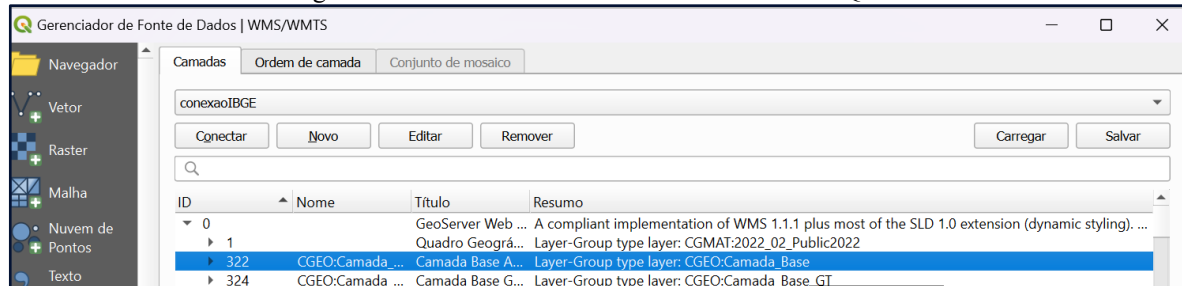 Gerenciador de Fonte de Dados | WMS/WMTS
Navegador
Vetor
Raster
Malha
Nuvem de
Pontos
Texto
Camadas Ordem de camada Conjunto de mosaico
conexaoIBGE
Conectar Novo Editar Remover Carregar Salvar
ID Nome Título Resumo
0 GeoServer Web ... A compliant implementation of WMS 1.1.1 plus most of the SLD 1.0 extension (dynamic styling). ...
1 Quadro Geográ... Layer-Group type layer: CGMAT:2022_02_Public2022
322 CGEO:Camada_... Camada Base A... Layer-Group type layer: CGEO:Camada_Base
324 CGEO:Camada_... Camada Base G... Layer-Group type layer: CGEO:Camada_Base_GT